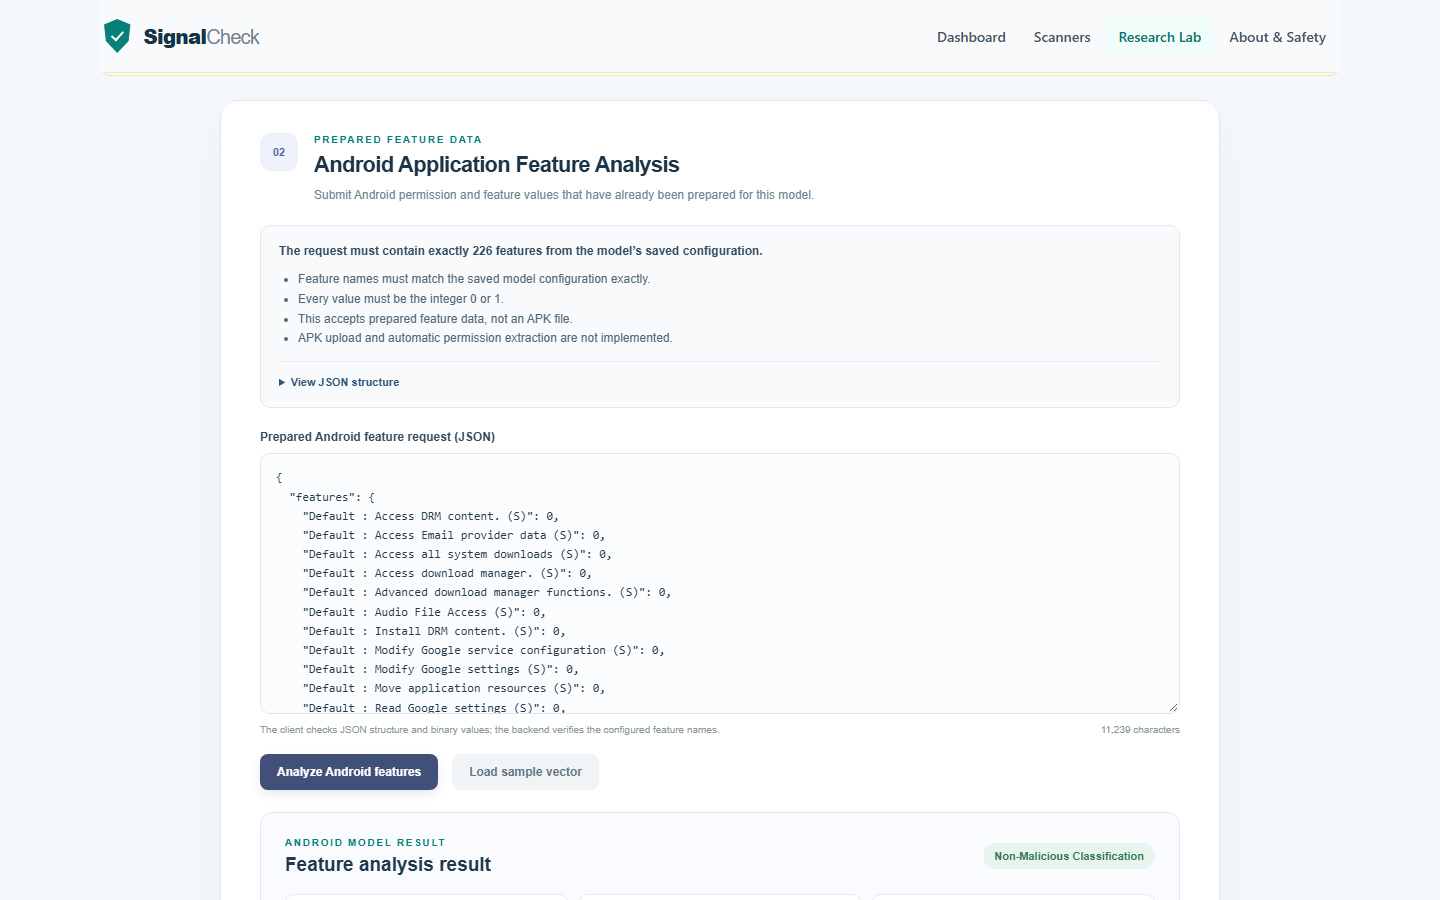 SignalCheck
Dashboard
Scanners
Research Lab
About & Safety
02
PREPARED FEATURE DATA
Android Application Feature Analysis
Submit Android permission and feature values that have already been prepared for this model.
The request must contain exactly 226 features from the model's saved configuration.
• Feature names must match the saved model configuration exactly.
• Every value must be the integer 0 or 1.
• This accepts prepared feature data, not an APK file.
• APK upload and automatic permission extraction are not implemented.
▶ View JSON structure
Prepared Android feature request (JSON)
{
  "features": {
    "Default : Access DRM content. (S)": 0,
    "Default : Access Email provider data (S)": 0,
    "Default : Access all system downloads (S)": 0,
    "Default : Access download manager. (S)": 0,
    "Default : Advanced download manager functions. (S)": 0,
    "Default : Audio File Access (S)": 0,
    "Default : Install DRM content. (S)": 0,
    "Default : Modify Google service configuration (S)": 0,
    "Default : Modify Google settings (S)": 0,
    "Default : Move application resources (S)": 0,
    "Default : Read Google settings (S)": 0,
The client checks JSON structure and binary values; the backend verifies the configured feature names.
11,239 characters
Analyze Android features
Load sample vector
ANDROID MODEL RESULT
Feature analysis result
Non-Malicious Classification